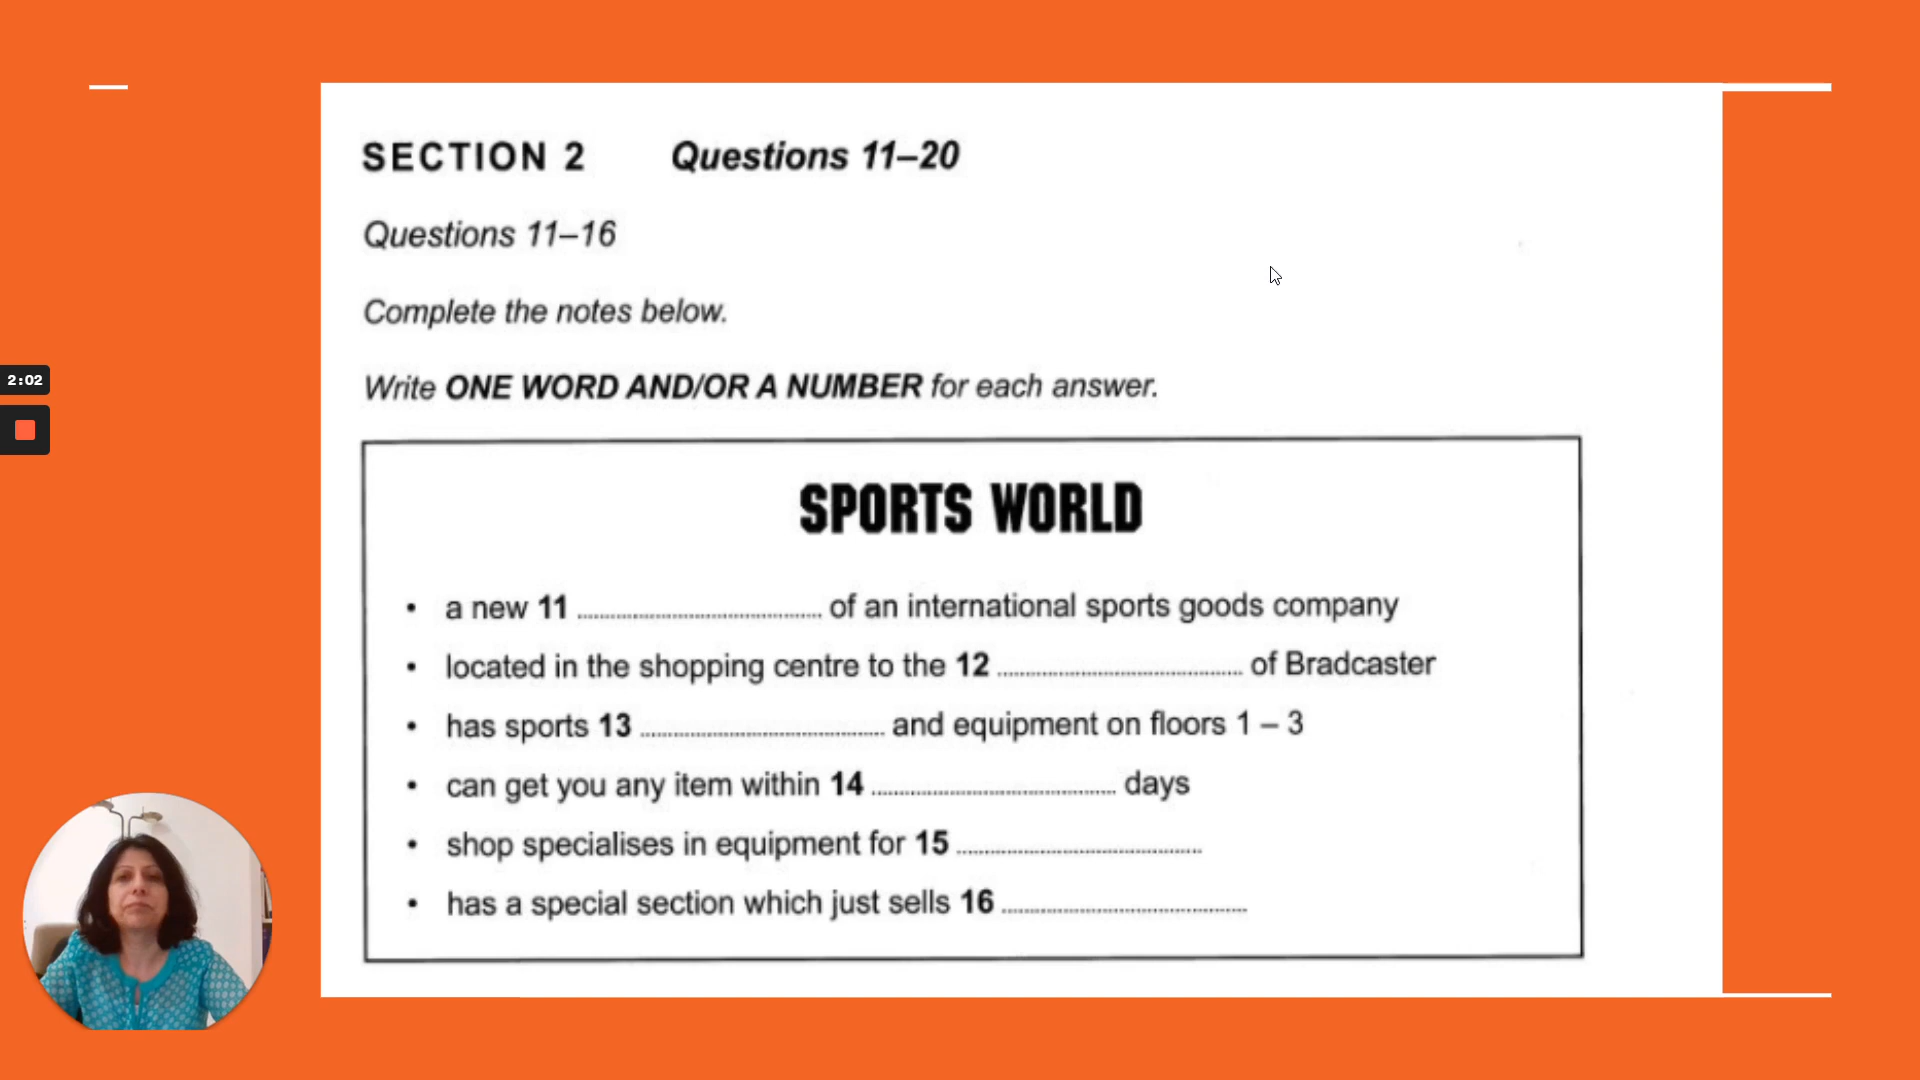 SECTION 2 Questions 11–20
Questions 11–16
Complete the notes below.
Write ONE WORD AND/OR A NUMBER for each answer.
2:02
SPORTS WORLD
• a new 11 ........................................ of an international sports goods company
• located in the shopping centre to the 12 ........................................ of Bradcaster
• has sports 13 ........................................ and equipment on floors 1 – 3
• can get you any item within 14 ........................................ days
• shop specialises in equipment for 15 ........................................
• has a special section which just sells 16 ........................................